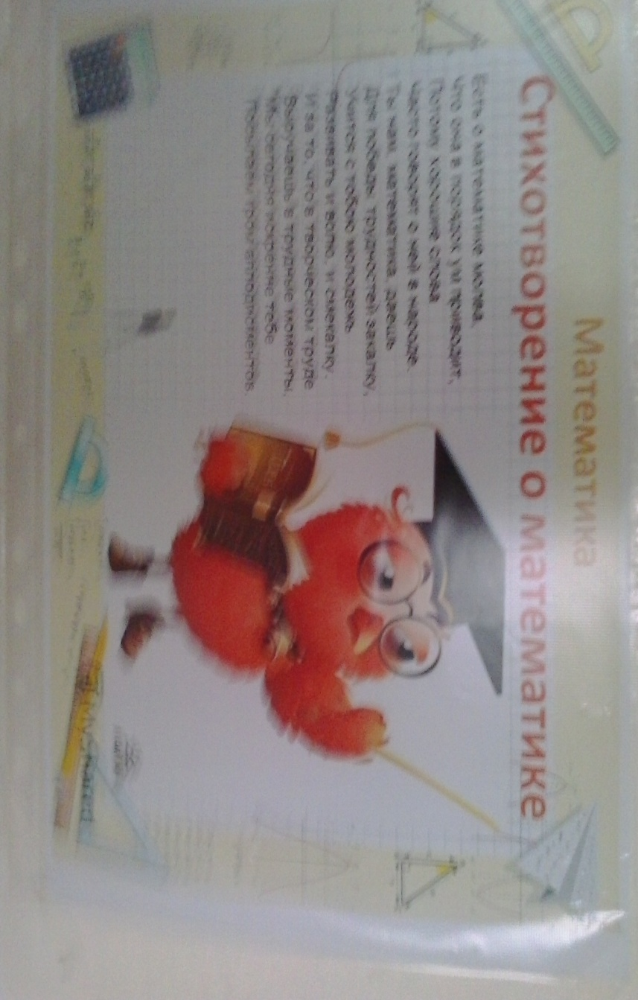 Математика
Стихотворение о математике
Есть о математике молва,
Что она в порядок ум приводит,
Потому хорошие слова
Часто говорят о ней в народе.
Ты нам, математика, даешь
Для победы трудностей закалку,
Учится с тобою молодежь
Развивать и волю, и смекалку.
И за то, что в творческом труде
Выручаешь в трудные моменты,
Мы сегодня искренне тебе
Посылаем гром аплодисментов.